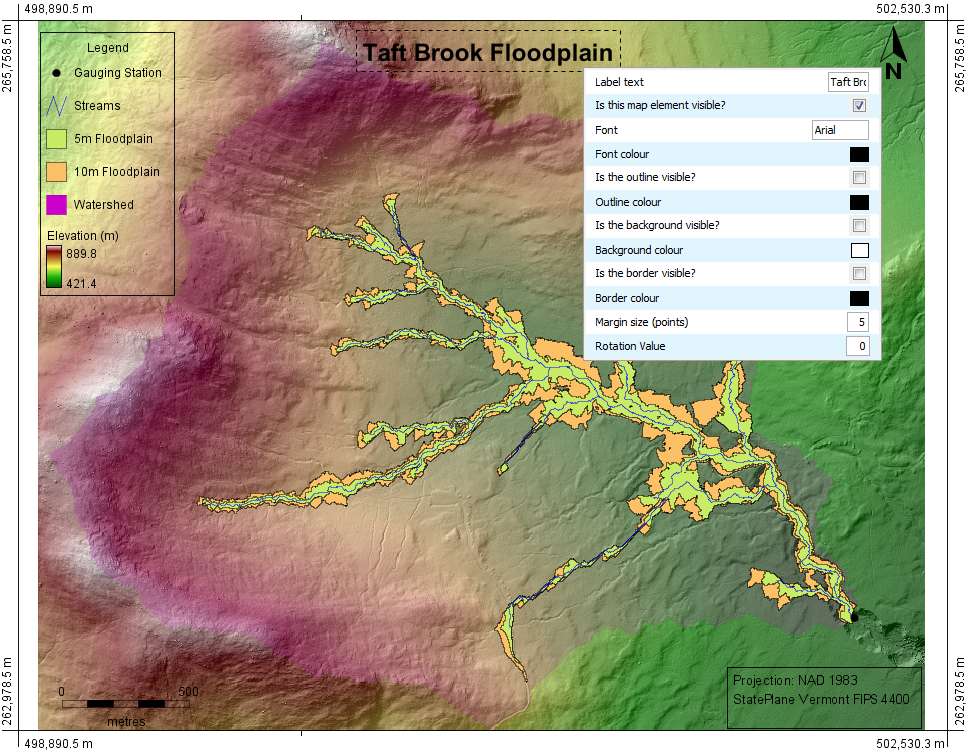 498,890.5 m
502,530.3 m
265,758.5 m
265,758.5 m
Legend
Gauging Station
Streams
5m Floodplain
10m Floodplain
Watershed
Elevation (m)
889.8
421.4
Taft Brook Floodplain
N
Label text
Taft Brc
Is this map element visible?
Font
Arial
Font colour
Is the outline visible?
Outline colour
Is the background visible?
Background colour
Is the border visible?
Border colour
Margin size (points)
5
Rotation Value
0
0
500
metres
Projection: NAD 1983
StatePlane Vermont FIPS 4400
262,978.5 m
262,978.5 m
498,890.5 m
502,530.3 m